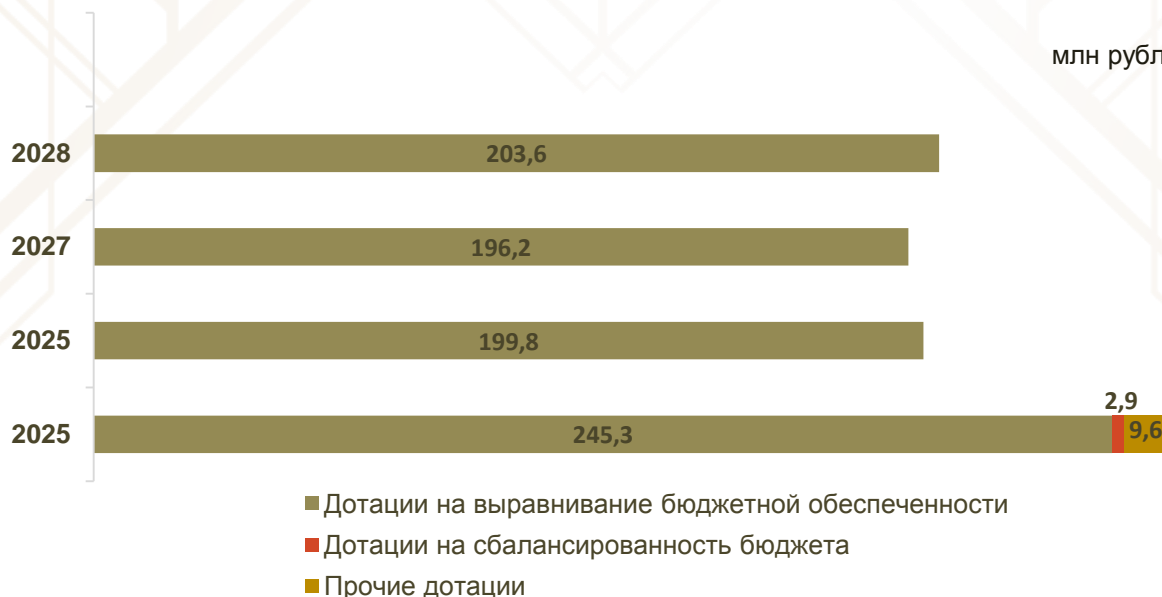 млн рубл
2028
203,6
2027
196,2
2025
199,8
2,9
2025
245,3
9,6
Дотации на выравнивание бюджетной обеспеченности
Дотации на сбалансированность бюджета
Прочие дотации